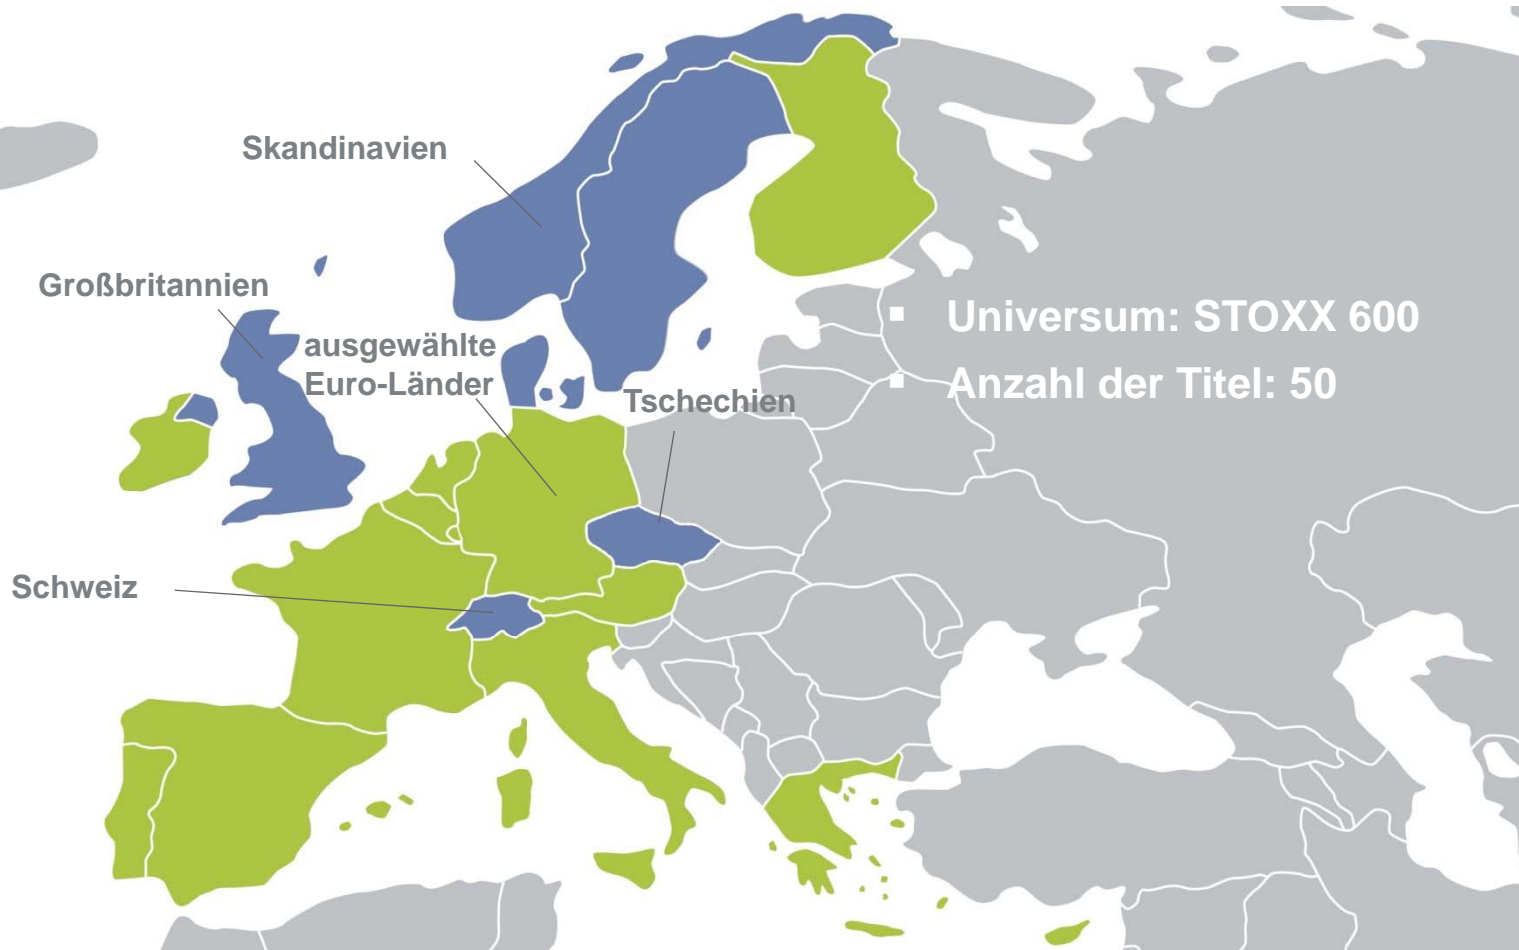 Skandinavien
Großbritannien
ausgewählte
Euro-Länder
Tschechien
Schweiz
▪ Universum: STOXX 600
▪ Anzahl der Titel: 50